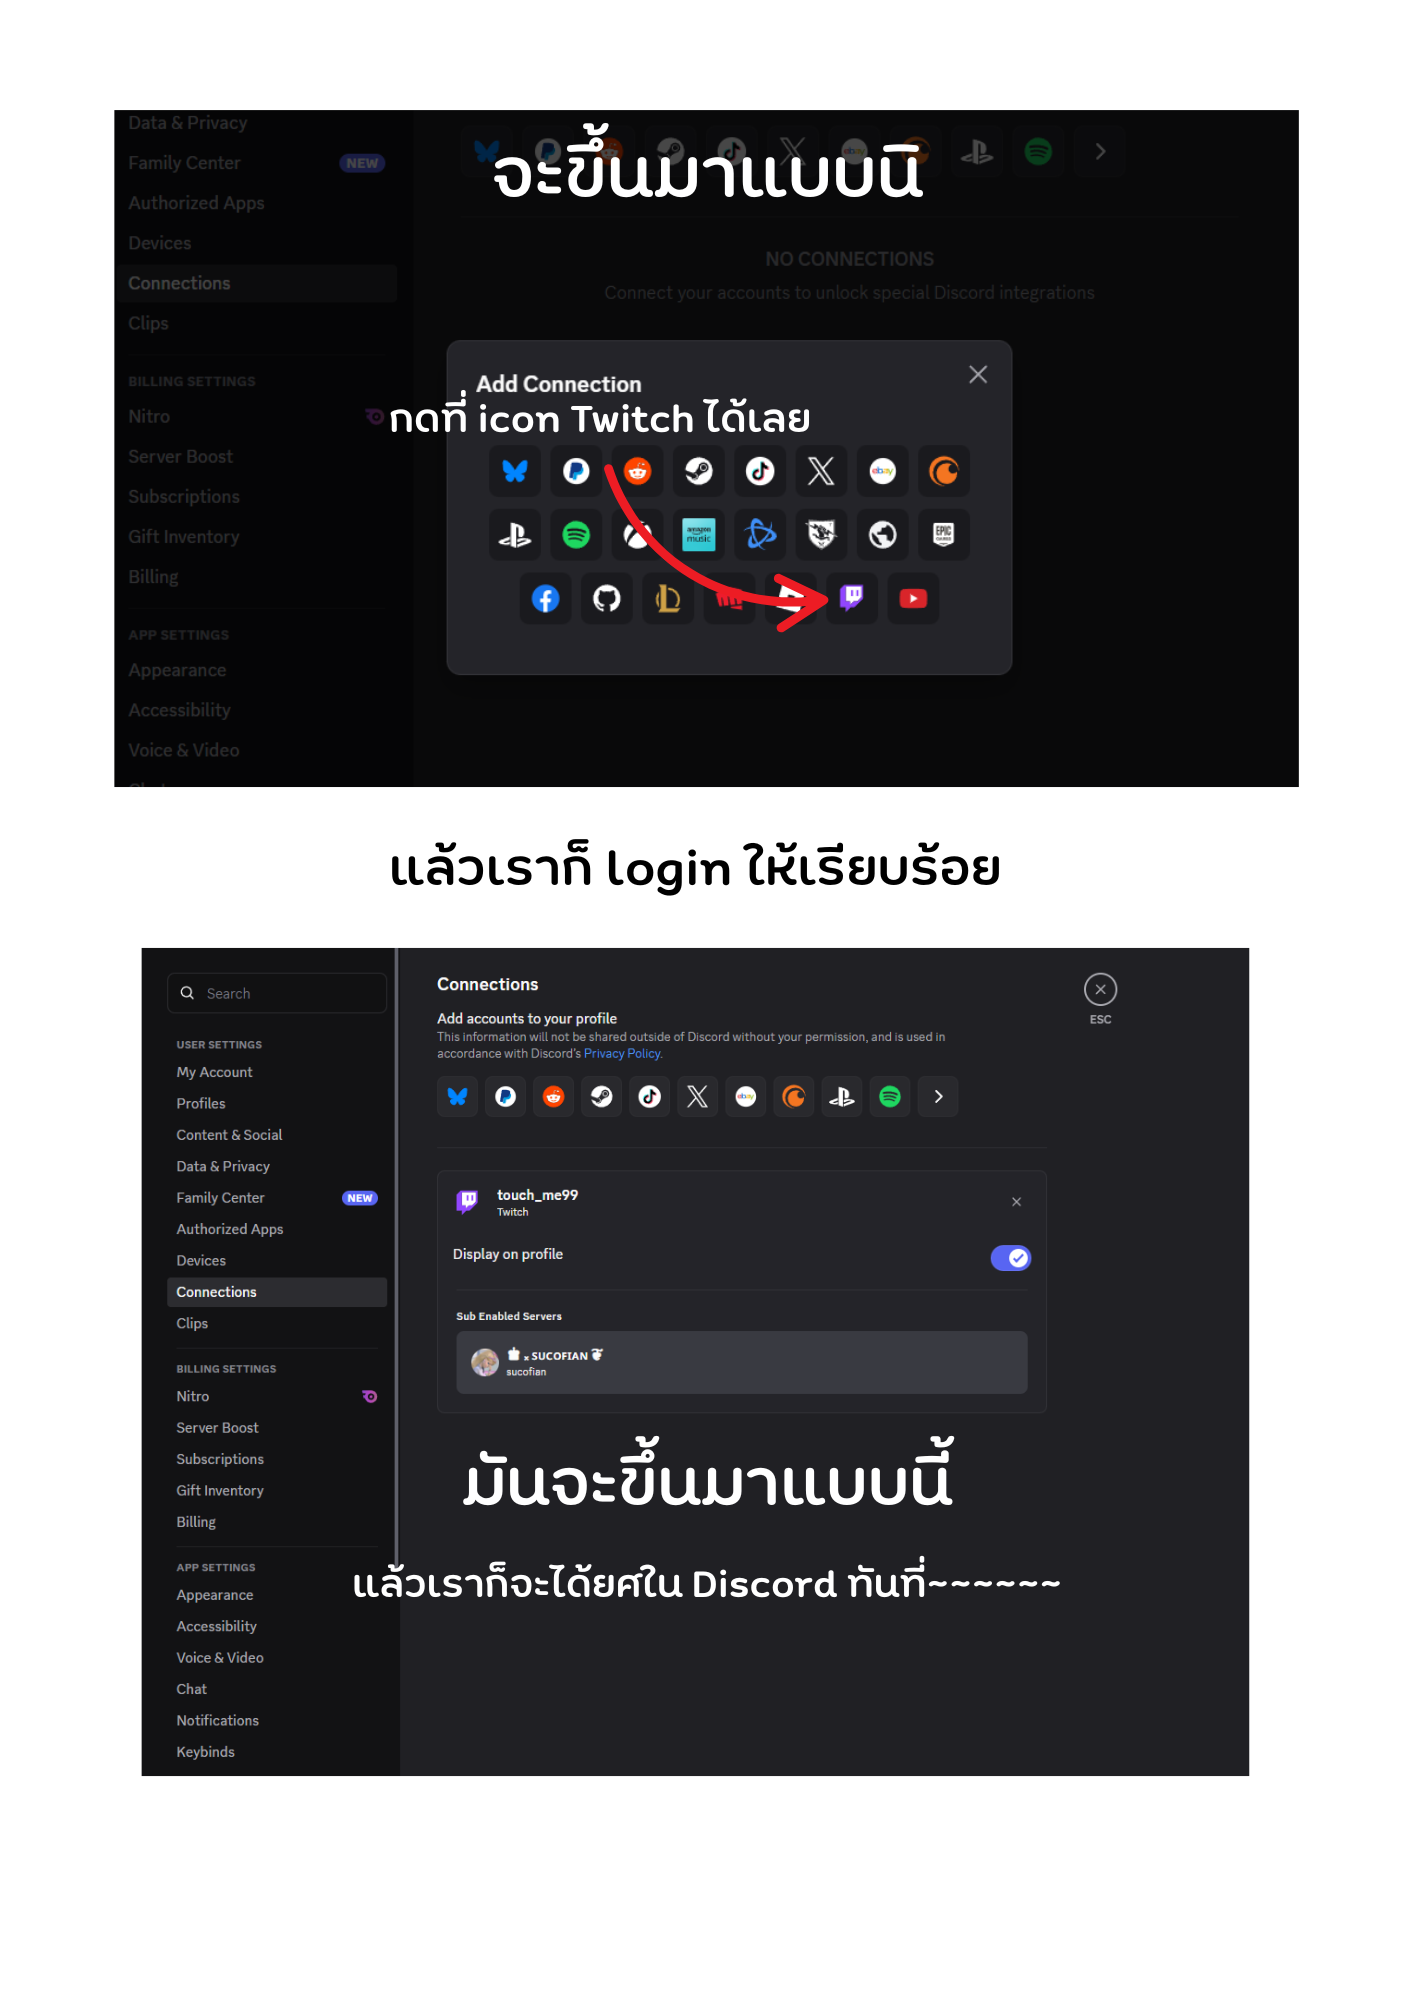 Data & Privacy
Family Center NEW
Authorized Apps
Devices
Connections
Clips
BILLING SETTINGS
Nitro
Server Boost
Subscriptions
Gift Inventory
Billing
APP SETTINGS
Appearance
Accessibility
Voice & Video
จะขึ้นมาแบบนี
ebay
NO CONNECTIONS
Connect your accounts to unlock special Discord integrations
Add Connection
กดที่ icon Twitch ได้เลย
ebay
amazon music
EPIC GAMES
แล้วเราก็ login ให้เรียบร้อย
Search
USER SETTINGS
My Account
Profiles
Content & Social
Data & Privacy
Family Center NEW
Authorized Apps
Devices
Connections
Clips
BILLING SETTINGS
Nitro
Server Boost
Subscriptions
Gift Inventory
Billing
APP SETTINGS
Appearance
Accessibility
Voice & Video
Chat
Notifications
Keybinds
Connections
ESC
Add accounts to your profile
This information will not be shared outside of Discord without your permission, and is used in
accordance with Discord's Privacy Policy.
ebay
touch_me99
Twitch
Display on profile
Sub Enabled Servers
× SUCOFIAN
sucofian
มันจะขึ้นมาแบบนี้
แล้วเราก็จะได้ยศใน Discord ทันที่~~~~~~